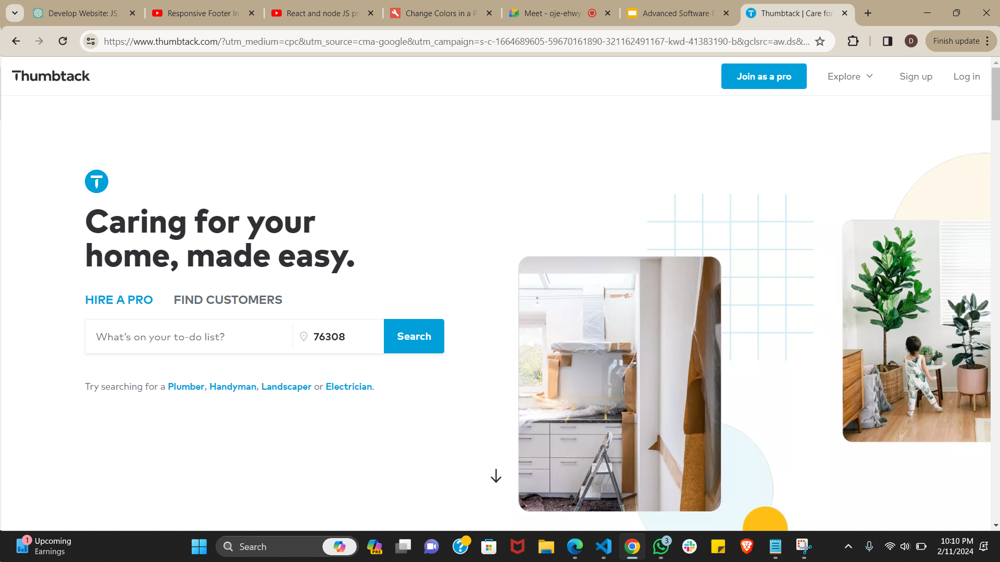 Develop Website: JS,
Responsive Footer In
React and node JS pr
Change Colors in a P
Meet - oje-ehwy-
Advanced Software E
Thumbtack | Care for
https://www.thumbtack.com/?utm_medium=cpc&utm_source=cma-google&utm_campaign=s-c-1664689605-59670161890-321162491167-kwd-41383190-b&gclsrc=aw.ds&...
D
Finish update
Thumbtack
Join as a pro
Explore
Sign up
Log in
Caring for your
home, made easy.
HIRE A PRO
FIND CUSTOMERS
What's on your to-do list?
76308
Search
Try searching for a Plumber, Handyman, Landscaper or Electrician.
1
Upcoming
Earnings
Search
PRE
3
10:10 PM
2/11/2024